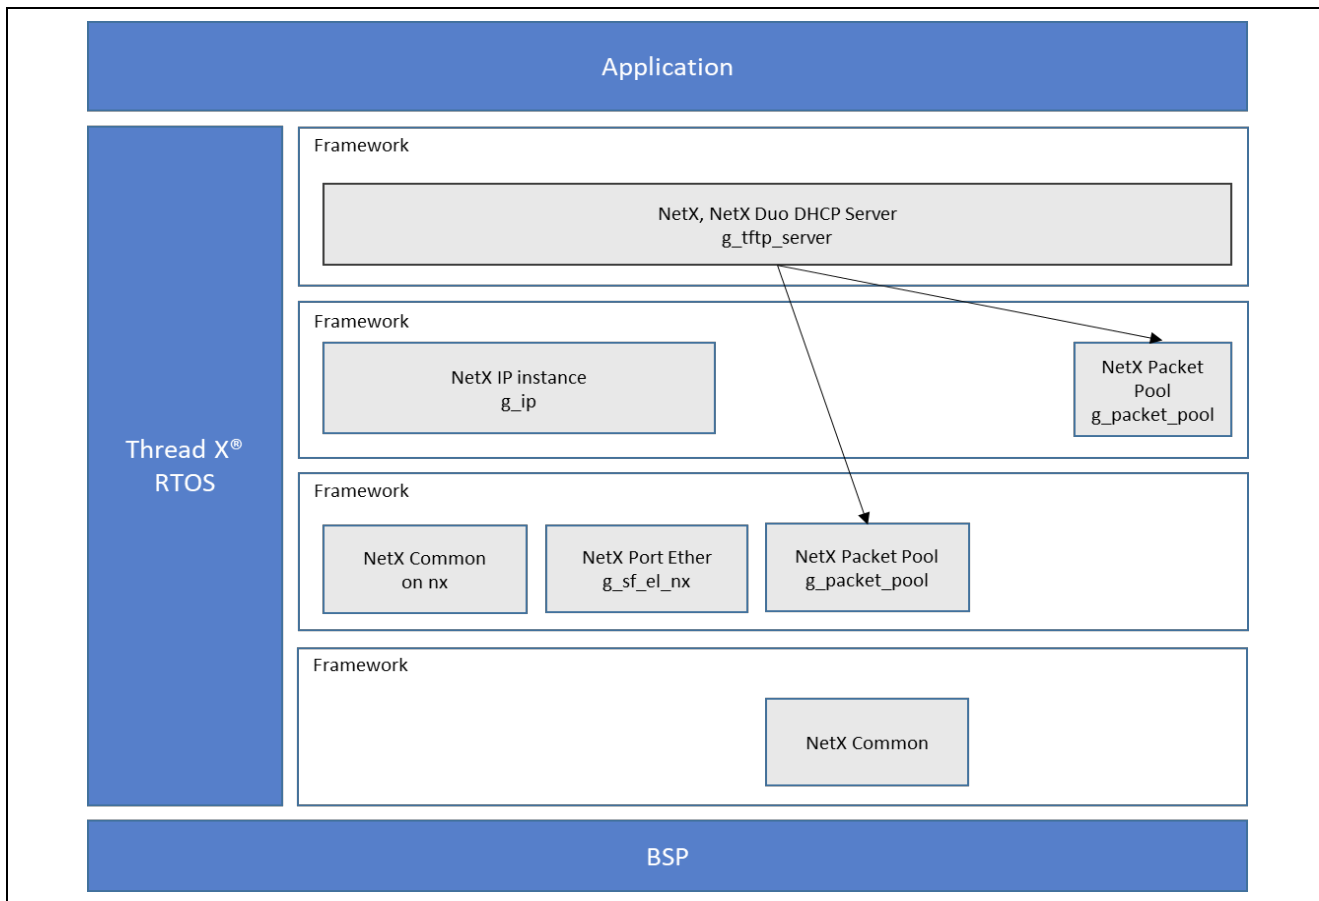 Application
Thread X®
RTOS
Framework
NetX, NetX Duo DHCP Server
g_tftp_server
Framework
NetX IP instance
g_ip
NetX Packet
Pool
g_packet_pool
Framework
NetX Common
on nx
NetX Port Ether
g_sf_el_nx
NetX Packet Pool
g_packet_pool
Framework
NetX Common
BSP